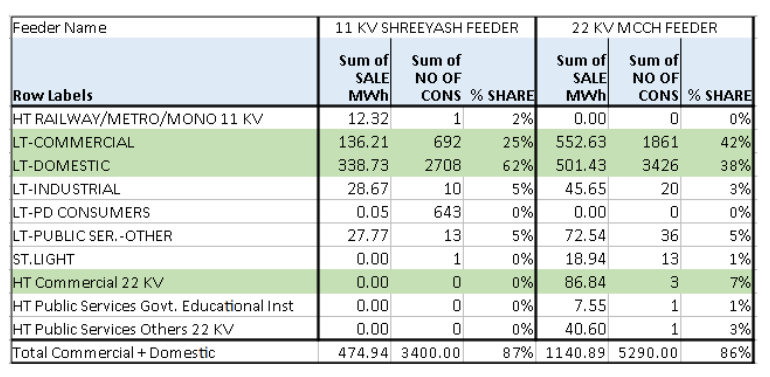 Feeder Name 11 KV SHREEYASH FEEDER 22 KV MCCH FEEDER
Row Labels Sum of SALE MWh Sum of NO OF CONS % SHARE Sum of SALE MWh Sum of NO OF CONS % SHARE
HT RAILWAY/METRO/MONO 11 KV 12.32 1 2% 0.00 0 0%
LT-COMMERCIAL 136.21 692 25% 552.63 1861 42%
LT-DOMESTIC 338.73 2708 62% 501.43 3426 38%
LT-INDUSTRIAL 28.67 10 5% 45.65 20 3%
LT-PD CONSUMERS 0.05 643 0% 0.00 0 0%
LT-PUBLIC SER.-OTHER 27.77 13 5% 72.54 36 5%
ST.LIGHT 0.00 1 0% 18.94 13 1%
HT Commercial 22 KV 0.00 0 0% 86.84 3 7%
HT Public Services Govt. Educational Inst 0.00 0 0% 7.55 1 1%
HT Public Services Others 22 KV 0.00 0 0% 40.60 1 3%
Total Commercial + Domestic 474.94 3400.00 87% 1140.89 5290.00 86%